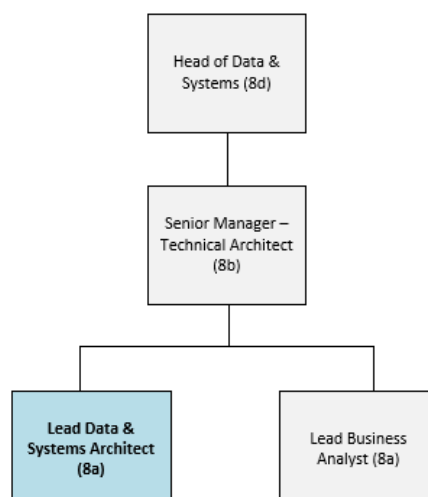 Head of Data &
Systems (8d)
Senior Manager –
Technical Architect
(8b)
Lead Data &
Systems Architect
(8a)
Lead Business
Analyst (8a)